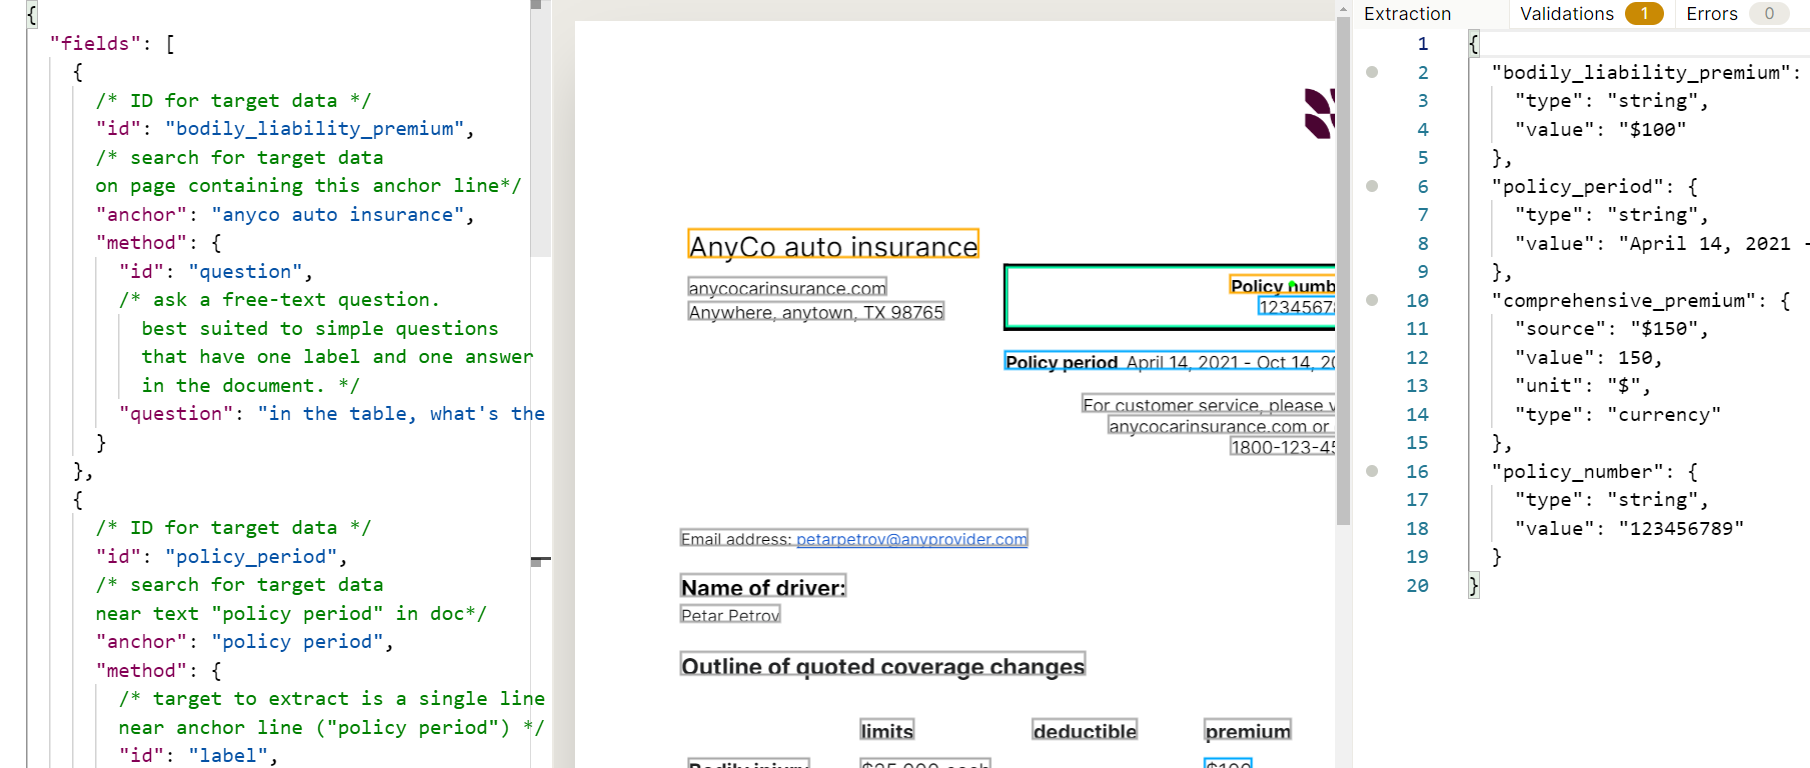 {
"fields": [
{
/* ID for target data */
"id": "bodily_liability_premium",
/* search for target data
on page containing this anchor line*/
"anchor": "anyco auto insurance",
"method": {
"id": "question",
/* ask a free-text question.
best suited to simple questions
that have one label and one answer
in the document. */
"question": "in the table, what's the
}
},
{
/* ID for target data */
"id": "policy_period",
/* search for target data
near text "policy period" in doc*/
"anchor": "policy period",
"method": {
/* target to extract is a single line
near anchor line ("policy period") */
"id": "label",
AnyCo auto insurance
anycocarinsurance.com
Anywhere, anytown, TX 98765
Policy numb
1234567
Policy period April 14, 2021 - Oct 14, 20
For customer service, please v
anycocarinsurance.com or
1800-123-45
Email address: petarpetrov@anyprovider.com
Name of driver:
Petar Petrov
Outline of quoted coverage changes
limits deductible premium
Bodily injury $25,000 each $100
Extraction Validations 1 Errors 0
1 {
2 "bodily_liability_premium":
3 "type": "string",
4 "value": "$100"
5 },
6 "policy_period": {
7 "type": "string",
8 "value": "April 14, 2021 -
9 },
10 "comprehensive_premium": {
11 "source": "$150",
12 "value": 150,
13 "unit": "$",
14 "type": "currency"
15 },
16 "policy_number": {
17 "type": "string",
18 "value": "123456789"
19 }
20 }